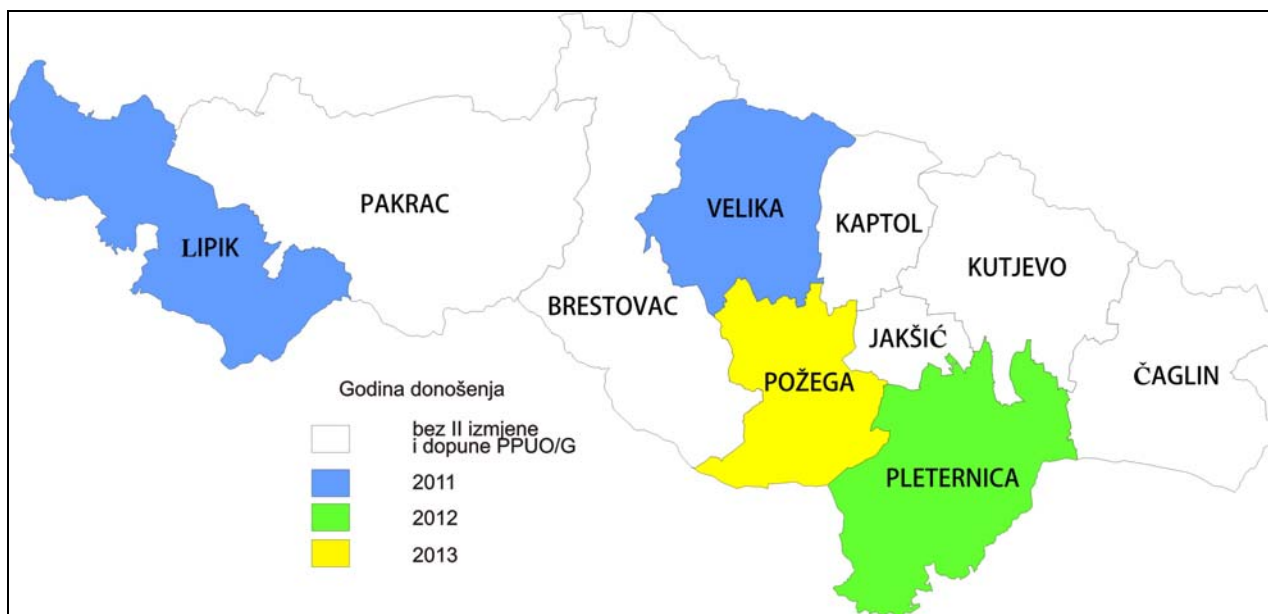 PAKRAC
VELIKA
KAPTOL
LIPIK
KUTJEVO
BRESTOVAC
JAKŠIĆ
POŽEGA
ČAGLIN
PLETERNICA
Godina donošenja
bez II izmjene
i dopune PPUO/G
2011
2012
2013